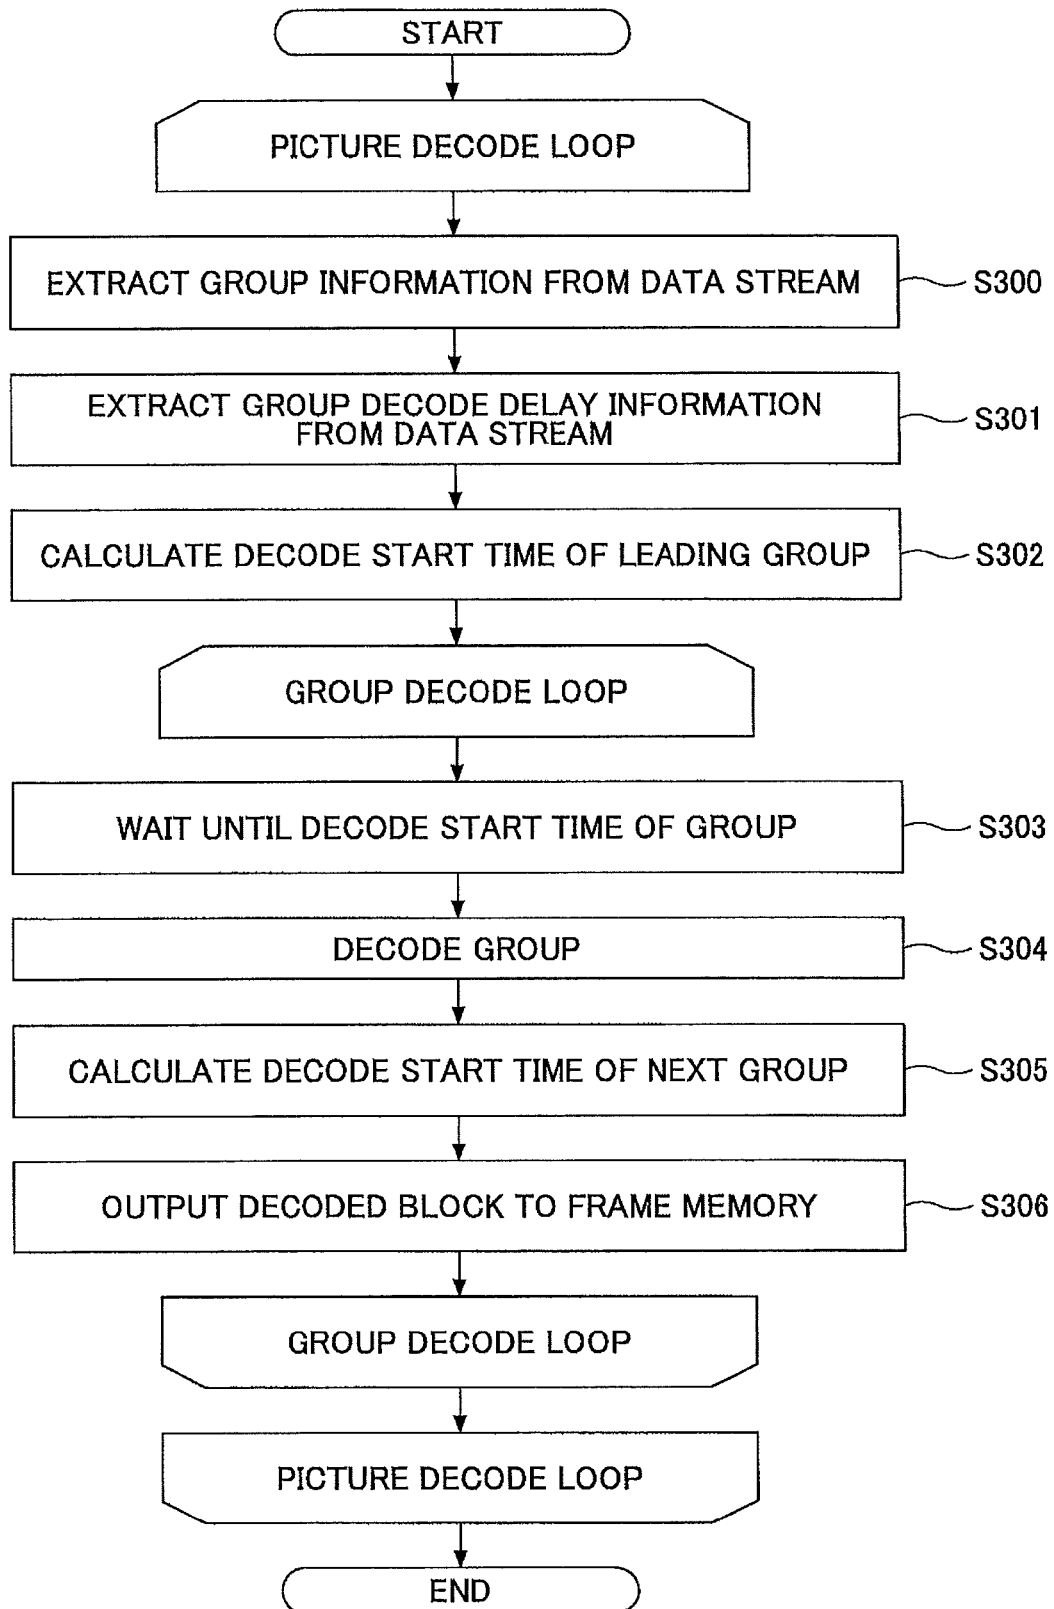 START
PICTURE DECODE LOOP
EXTRACT GROUP INFORMATION FROM DATA STREAM
S300
EXTRACT GROUP DECODE DELAY INFORMATION
FROM DATA STREAM
S301
CALCULATE DECODE START TIME OF LEADING GROUP
S302
GROUP DECODE LOOP
WAIT UNTIL DECODE START TIME OF GROUP
S303
DECODE GROUP
S304
CALCULATE DECODE START TIME OF NEXT GROUP
S305
OUTPUT DECODED BLOCK TO FRAME MEMORY
S306
GROUP DECODE LOOP
PICTURE DECODE LOOP
END